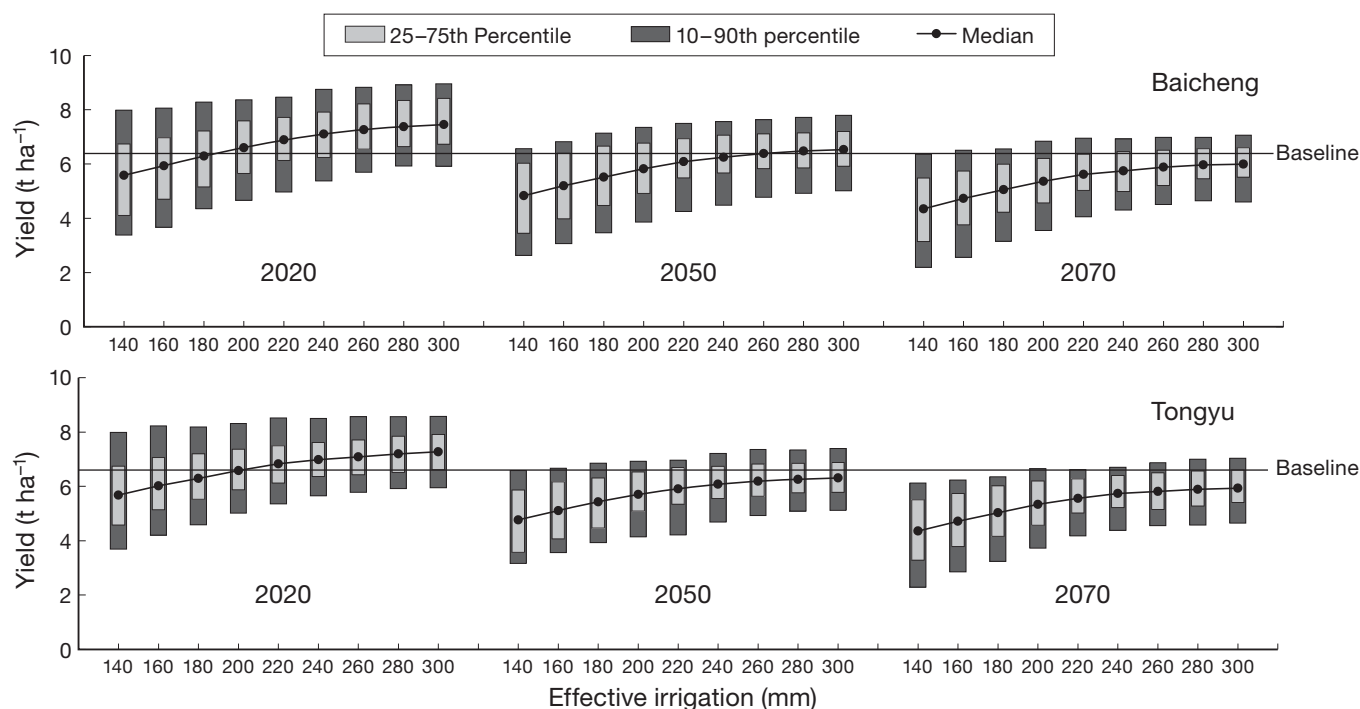 25–75th Percentile 10–90th percentile Median
Yield (t ha⁻¹)
10
8
6
4
2
0
Baicheng
Baseline
2020 2050 2070
140 160 180 200 220 240 260 280 300 140 160 180 200 220 240 260 280 300 140 160 180 200 220 240 260 280 300
Yield (t ha⁻¹)
10
8
6
4
2
0
Tongyu
Baseline
2020 2050 2070
140 160 180 200 220 240 260 280 300 140 160 180 200 220 240 260 280 300 140 160 180 200 220 240 260 280 300
Effective irrigation (mm)